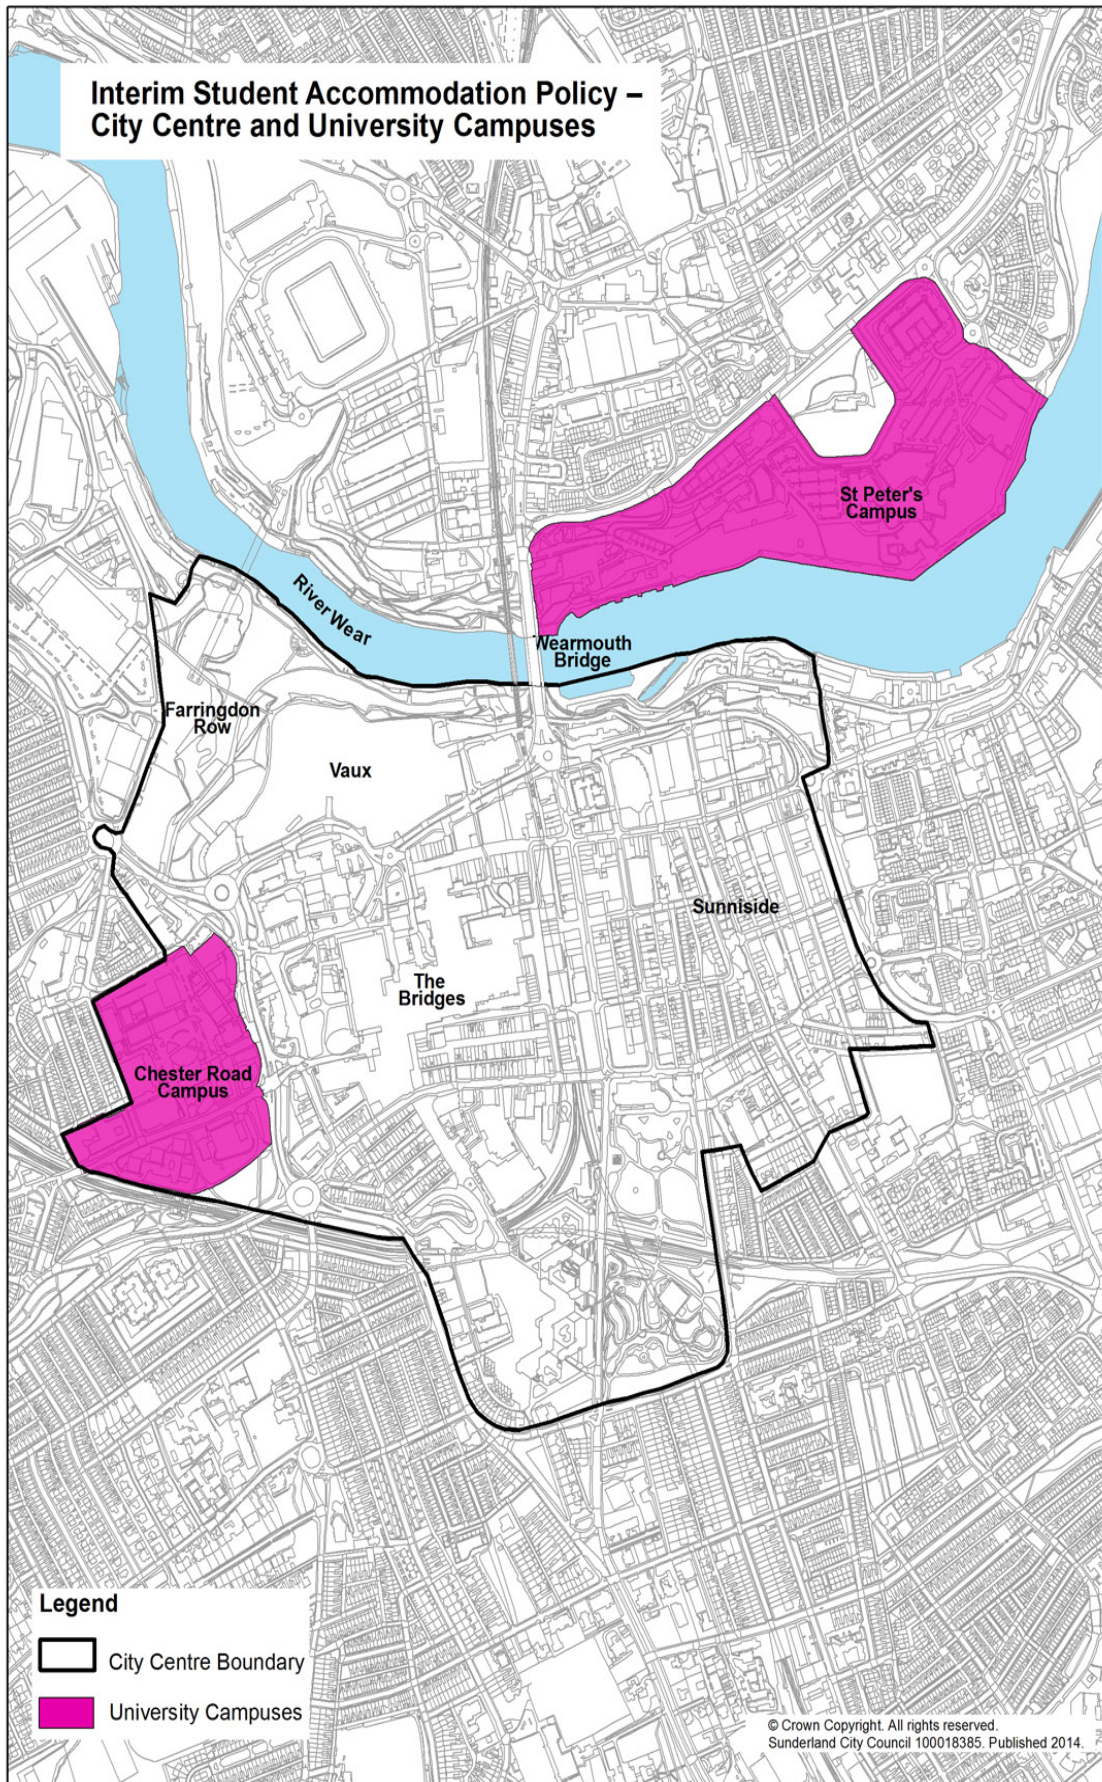 Interim Student Accommodation Policy –
City Centre and University Campuses
St Peter's
Campus
River Wear
Wearmouth
Bridge
Farringdon
Row
Vaux
Sunniside
The
Bridges
Chester Road
Campus
Legend
City Centre Boundary
University Campuses
© Crown Copyright. All rights reserved.
Sunderland City Council 100018385. Published 2014.